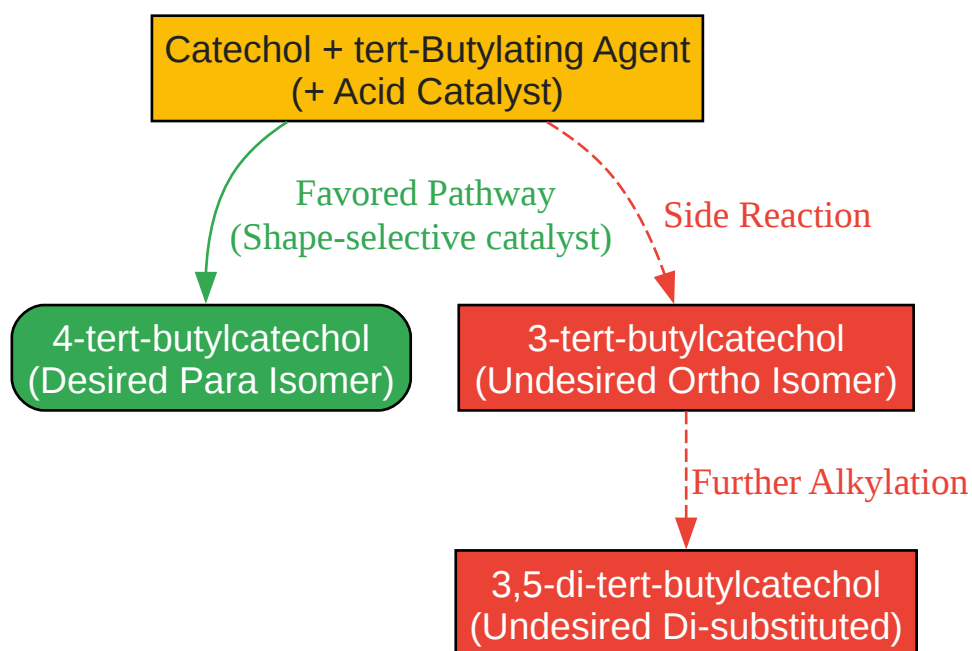 Catechol + tert-Butylating Agent
(+ Acid Catalyst)
Favored Pathway
(Shape-selective catalyst)
Side Reaction
4-tert-butylcatechol
(Desired Para Isomer)
3-tert-butylcatechol
(Undesired Ortho Isomer)
Further Alkylation
3,5-di-tert-butylcatechol
(Undesired Di-substituted)